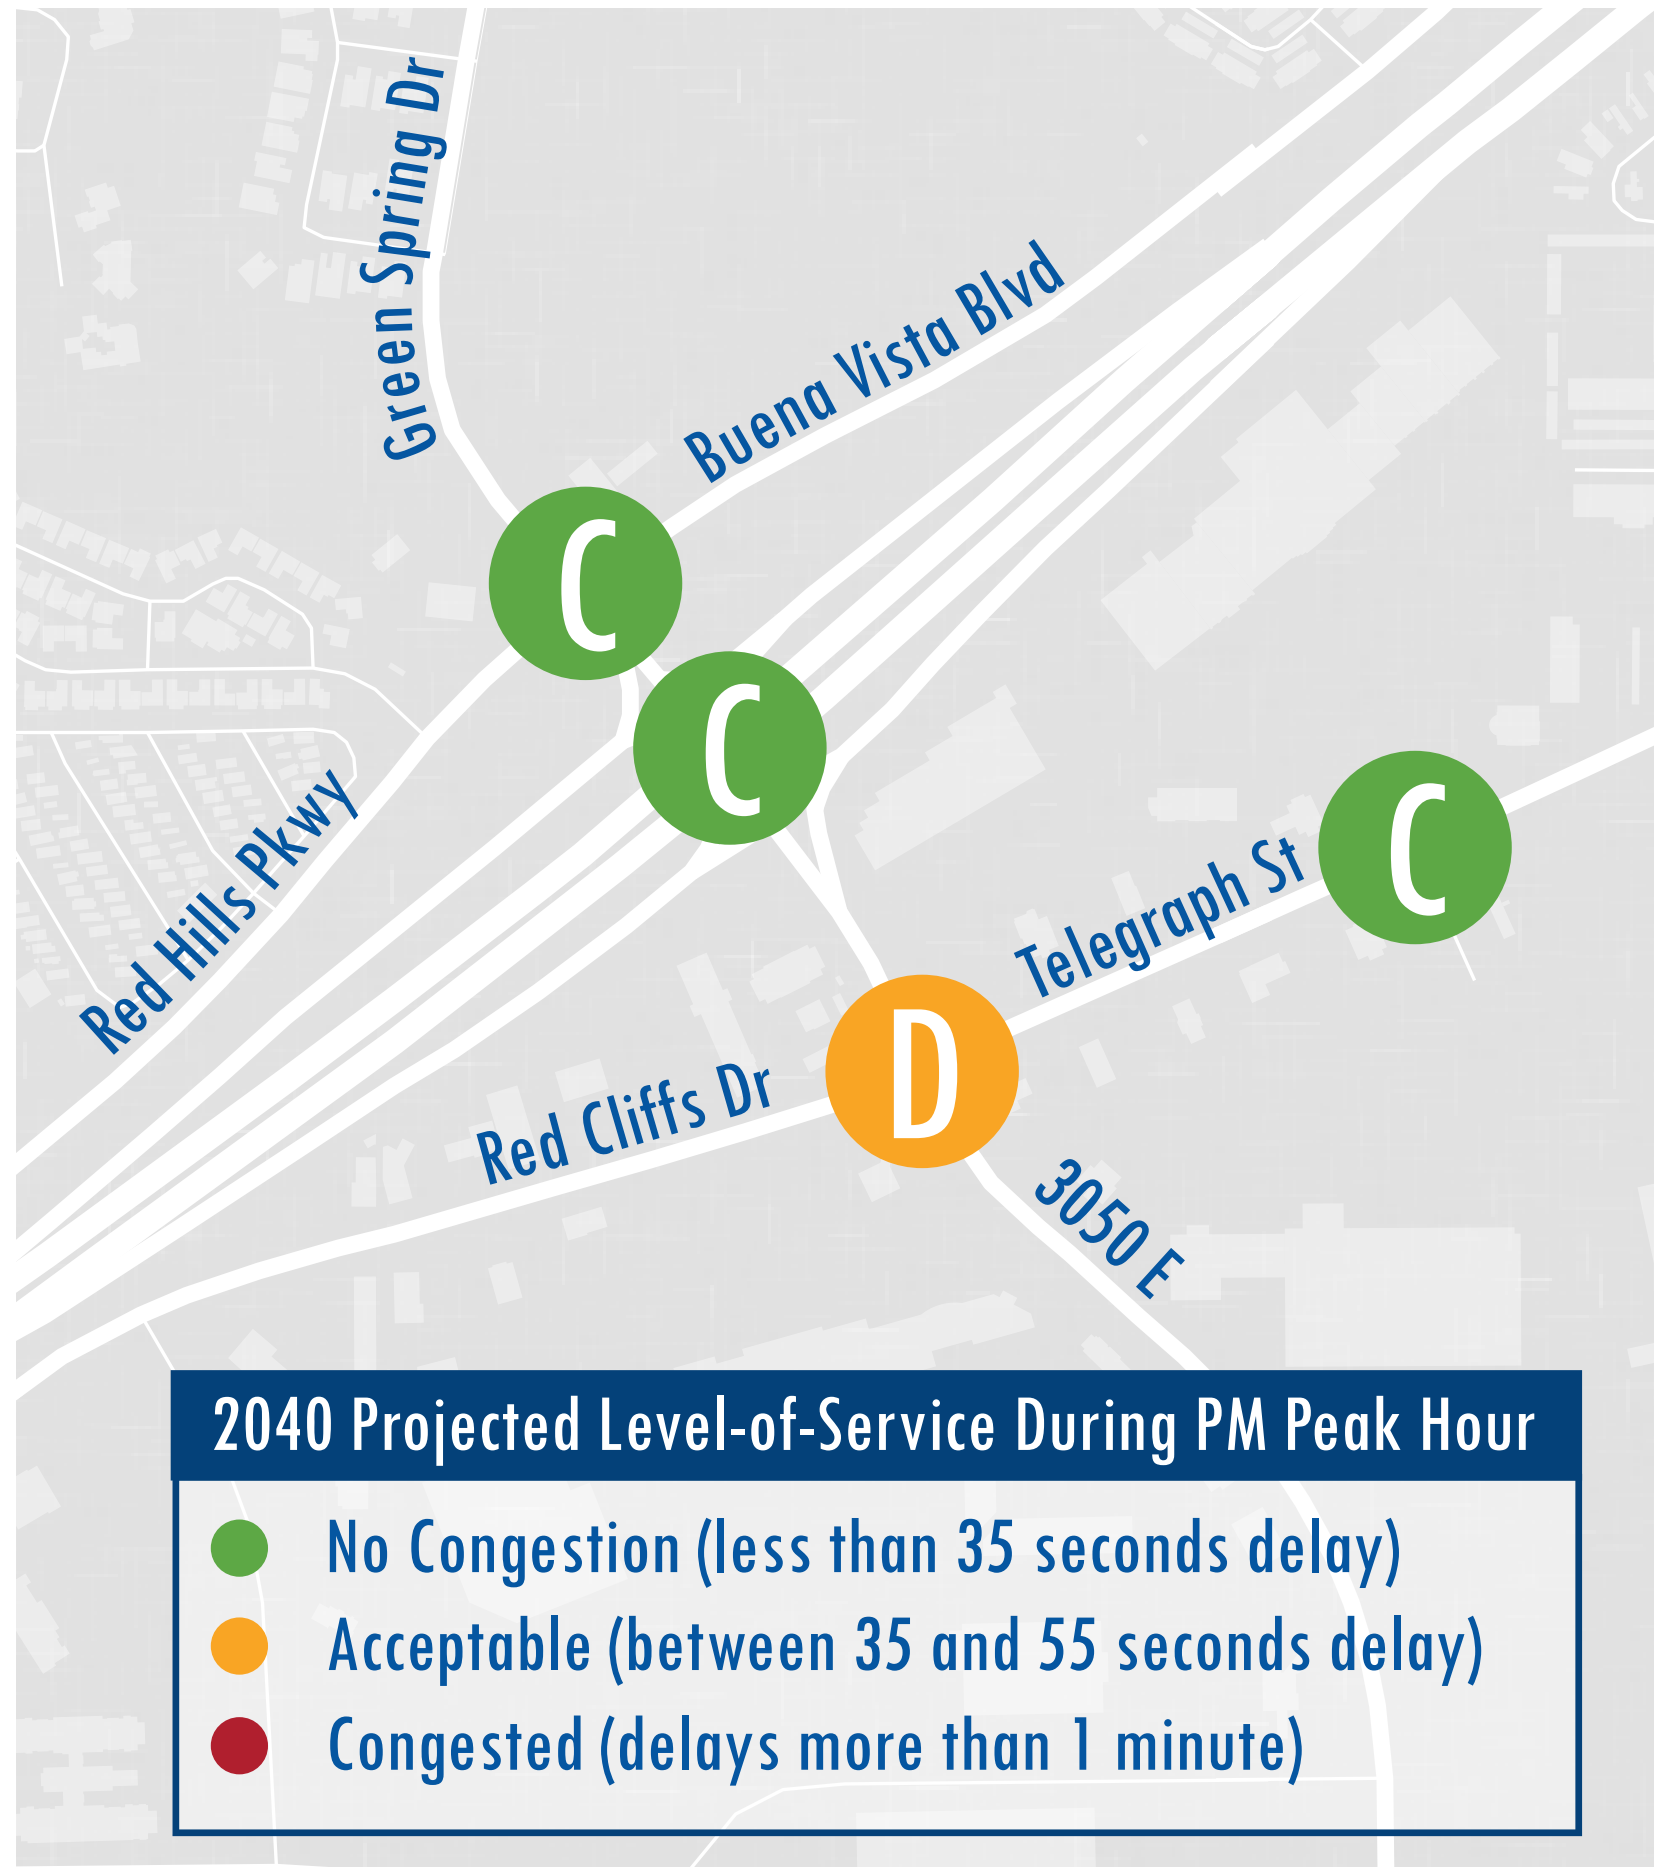 Green Spring Dr
Buena Vista Blvd
C
C
C
Red Hills Pkwy
Telegraph St
D
Red Cliffs Dr
3050 E
2040 Projected Level-of-Service During PM Peak Hour
No Congestion (less than 35 seconds delay)
Acceptable (between 35 and 55 seconds delay)
Congested (delays more than 1 minute)